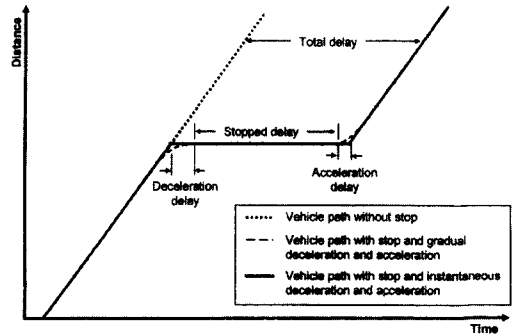 Distance
Total delay
Stopped delay
Deceleration
delay
Acceleration
delay
Vehicle path without stop
Vehicle path with stop and gradual
deceleration and acceleration
Vehicle path with stop and instantaneous
deceleration and acceleration
Time